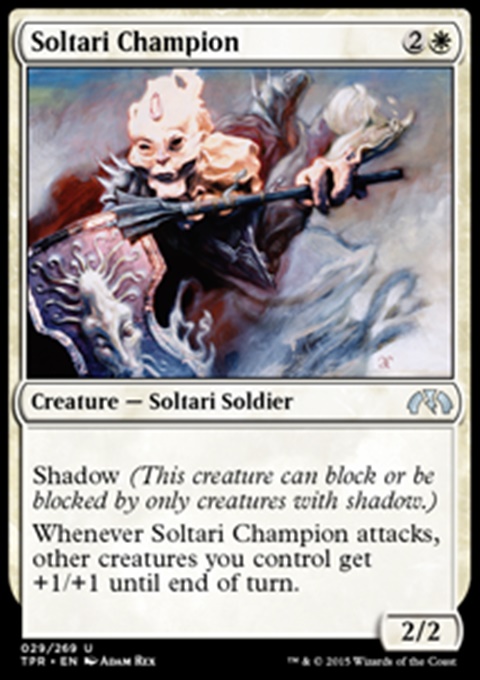 Soltari Champion 2
Creature — Soltari Soldier
Shadow (This creature can block or be
blocked by only creatures with shadow.)
Whenever Soltari Champion attacks,
other creatures you control get
+1/+1 until end of turn.
2/2
029/269 U
TPR • EN Adam Rex
™ & © 2015 Wizards of the Coast